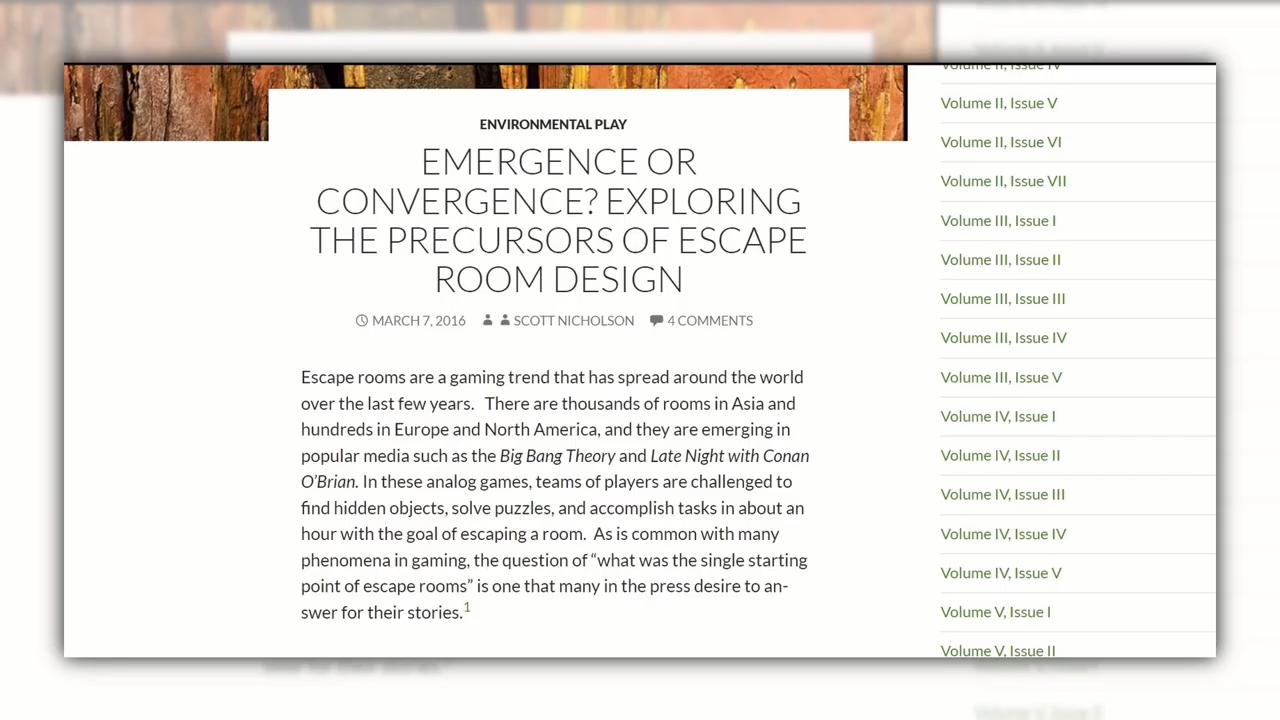 ENVIRONMENTAL PLAY
EMERGENCE OR
CONVERGENCE? EXPLORING
THE PRECURSORS OF ESCAPE
ROOM DESIGN
MARCH 7, 2016 SCOTT NICHOLSON 4 COMMENTS
Escape rooms are a gaming trend that has spread around the world
over the last few years. There are thousands of rooms in Asia and
hundreds in Europe and North America, and they are emerging in
popular media such as the Big Bang Theory and Late Night with Conan
O’Brian. In these analog games, teams of players are challenged to
find hidden objects, solve puzzles, and accomplish tasks in about an
hour with the goal of escaping a room. As is common with many
phenomena in gaming, the question of “what was the single starting
point of escape rooms” is one that many in the press desire to an-
swer for their stories.1
Volume II, Issue IV
Volume II, Issue V
Volume II, Issue VI
Volume II, Issue VII
Volume III, Issue I
Volume III, Issue II
Volume III, Issue III
Volume III, Issue IV
Volume III, Issue V
Volume IV, Issue I
Volume IV, Issue II
Volume IV, Issue III
Volume IV, Issue IV
Volume IV, Issue V
Volume V, Issue I
Volume V, Issue II